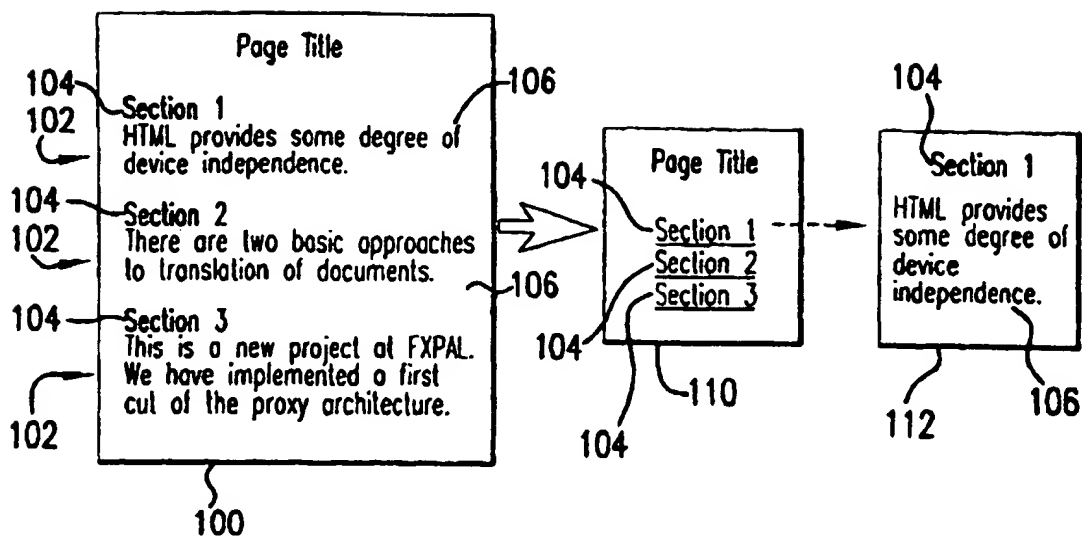 Page Title
104
Section 1
106
102
HTML provides some degree of
device independence.
104
Section 2
102
There are two basic approaches
to translation of documents.
106
104
Section 3
This is a new project at FXPAL.
We have implemented a first
cut of the proxy architecture.
102
100
Page Title
104
Section 1
Section 2
Section 3
104
104
110
104
Section 1
HTML provides
some degree of
device
independence.
106
112